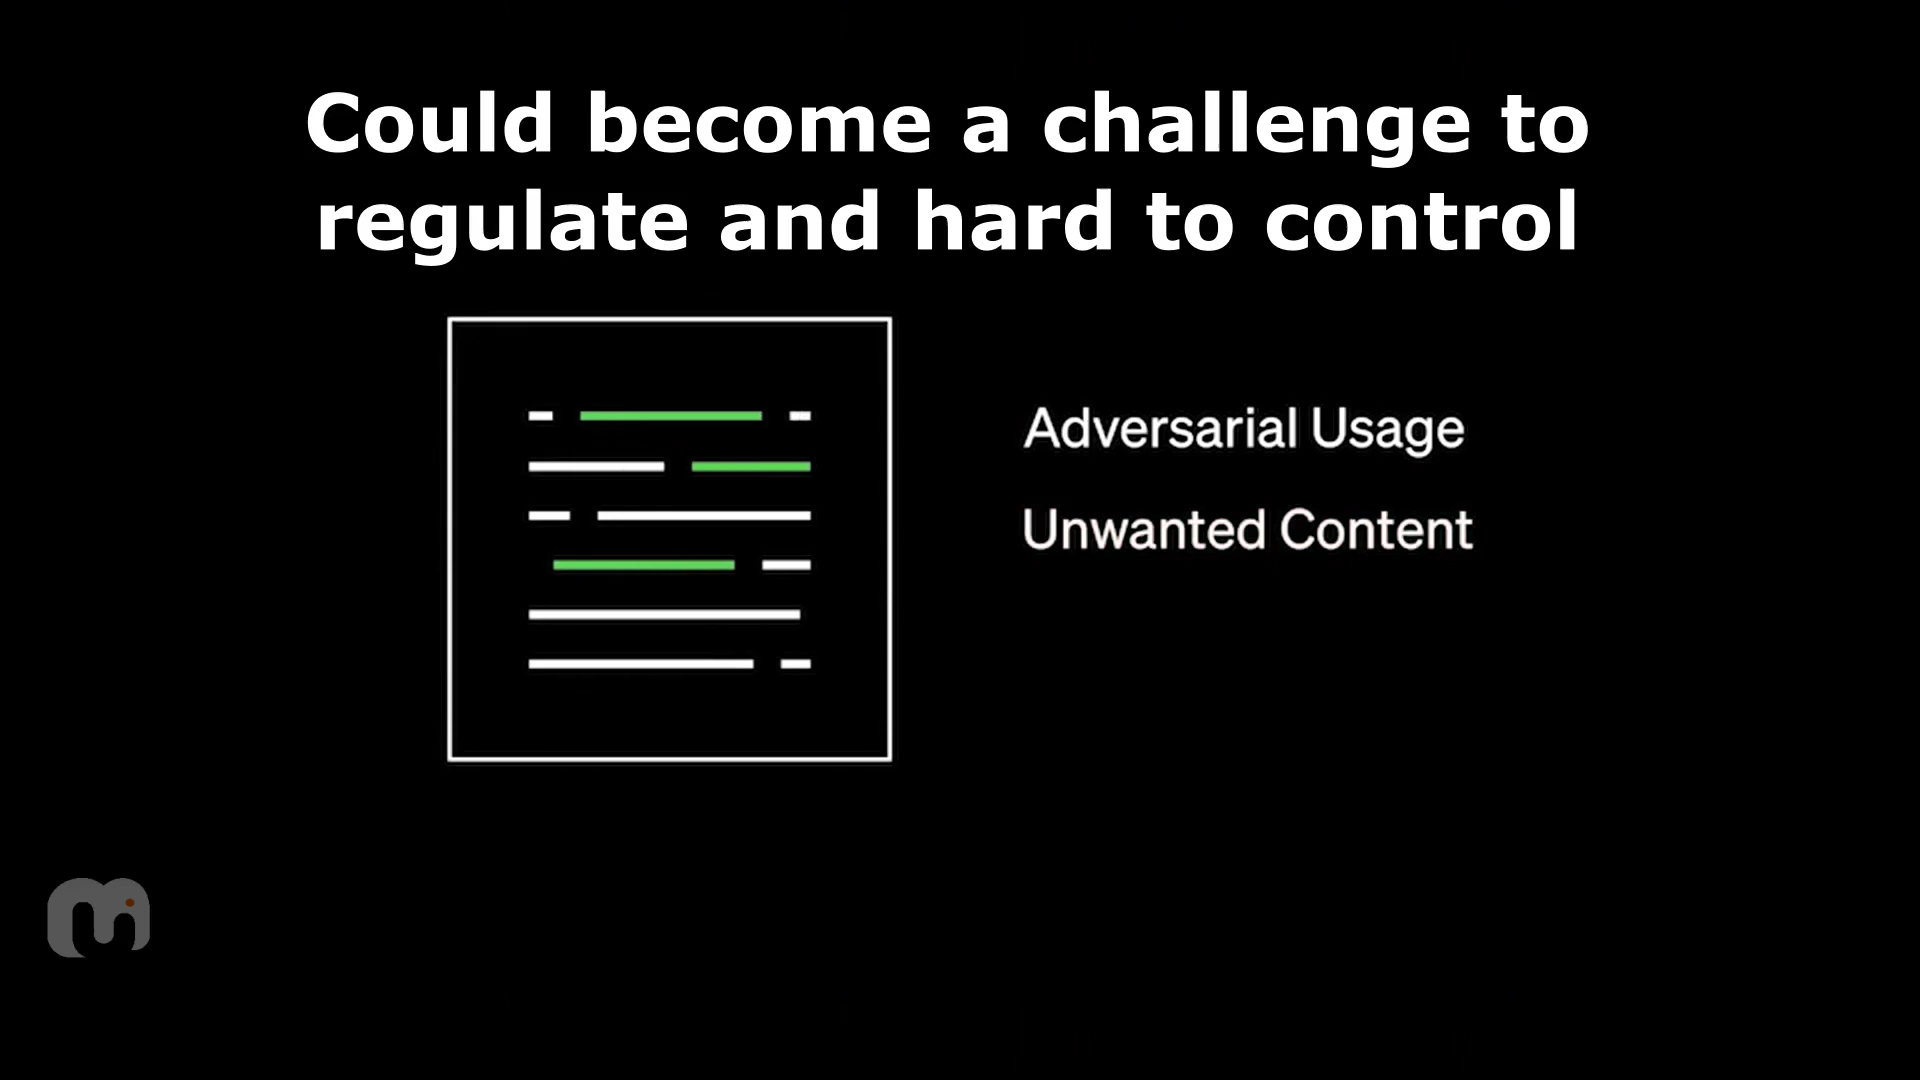 Could become a challenge to
regulate and hard to control
Adversarial Usage
Unwanted Content